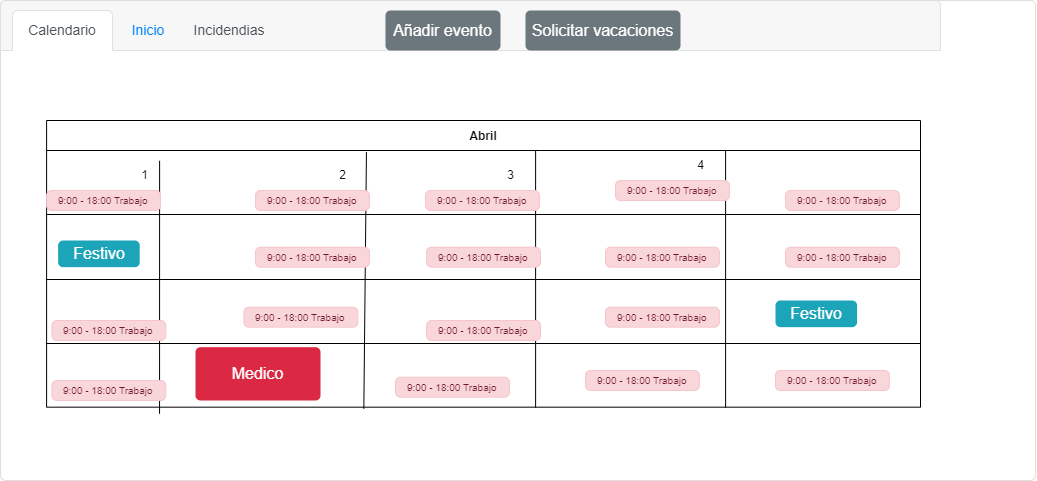 Calendario Inicio Incidendias Añadir evento Solicitar vacaciones
Abril
1 2 3 4
9:00 - 18:00 Trabajo 9:00 - 18:00 Trabajo 9:00 - 18:00 Trabajo 9:00 - 18:00 Trabajo 9:00 - 18:00 Trabajo
Festivo 9:00 - 18:00 Trabajo 9:00 - 18:00 Trabajo 9:00 - 18:00 Trabajo 9:00 - 18:00 Trabajo
9:00 - 18:00 Trabajo 9:00 - 18:00 Trabajo 9:00 - 18:00 Trabajo 9:00 - 18:00 Trabajo Festivo
9:00 - 18:00 Trabajo Medico 9:00 - 18:00 Trabajo 9:00 - 18:00 Trabajo 9:00 - 18:00 Trabajo